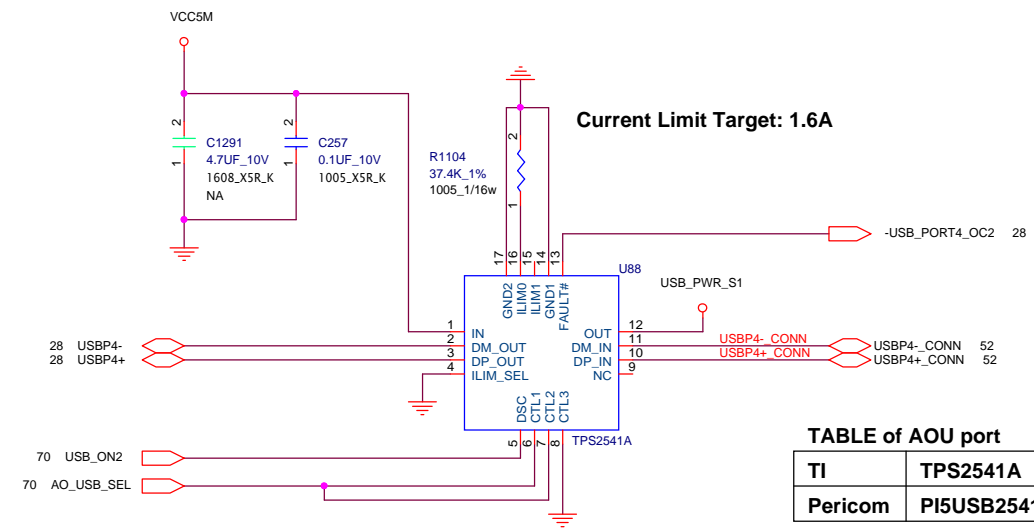 VCC5M
Current Limit Target: 1.6A
2
1
C1291
4.7UF_10V
1608_X5R_K
NA
2
1
C257
0.1UF_10V
1005_X5R_K
R1104
37.4K_1%
1005_1/16w
2
1
-USB_PORT4_OC2 28
17 16 15 14 13
U88
GND2 ILIM0 ILIM1 GND1 FAULT#
USB_PWR_S1
1 IN
OUT 12
28 USBP4-
2 DM_OUT
DM_IN 11
USBP4-_CONN
USBP4-_CONN 52
28 USBP4+
3 DP_OUT
DP_IN 10
USBP4+_CONN
USBP4+_CONN 52
4 ILIM_SEL
NC 9
DSC CTL1 CTL2 CTL3
5 6 7 8
TPS2541A
70 USB_ON2
70 AO_USB_SEL
TABLE of AOU port
TI TPS2541A
Pericom PI5USB2541